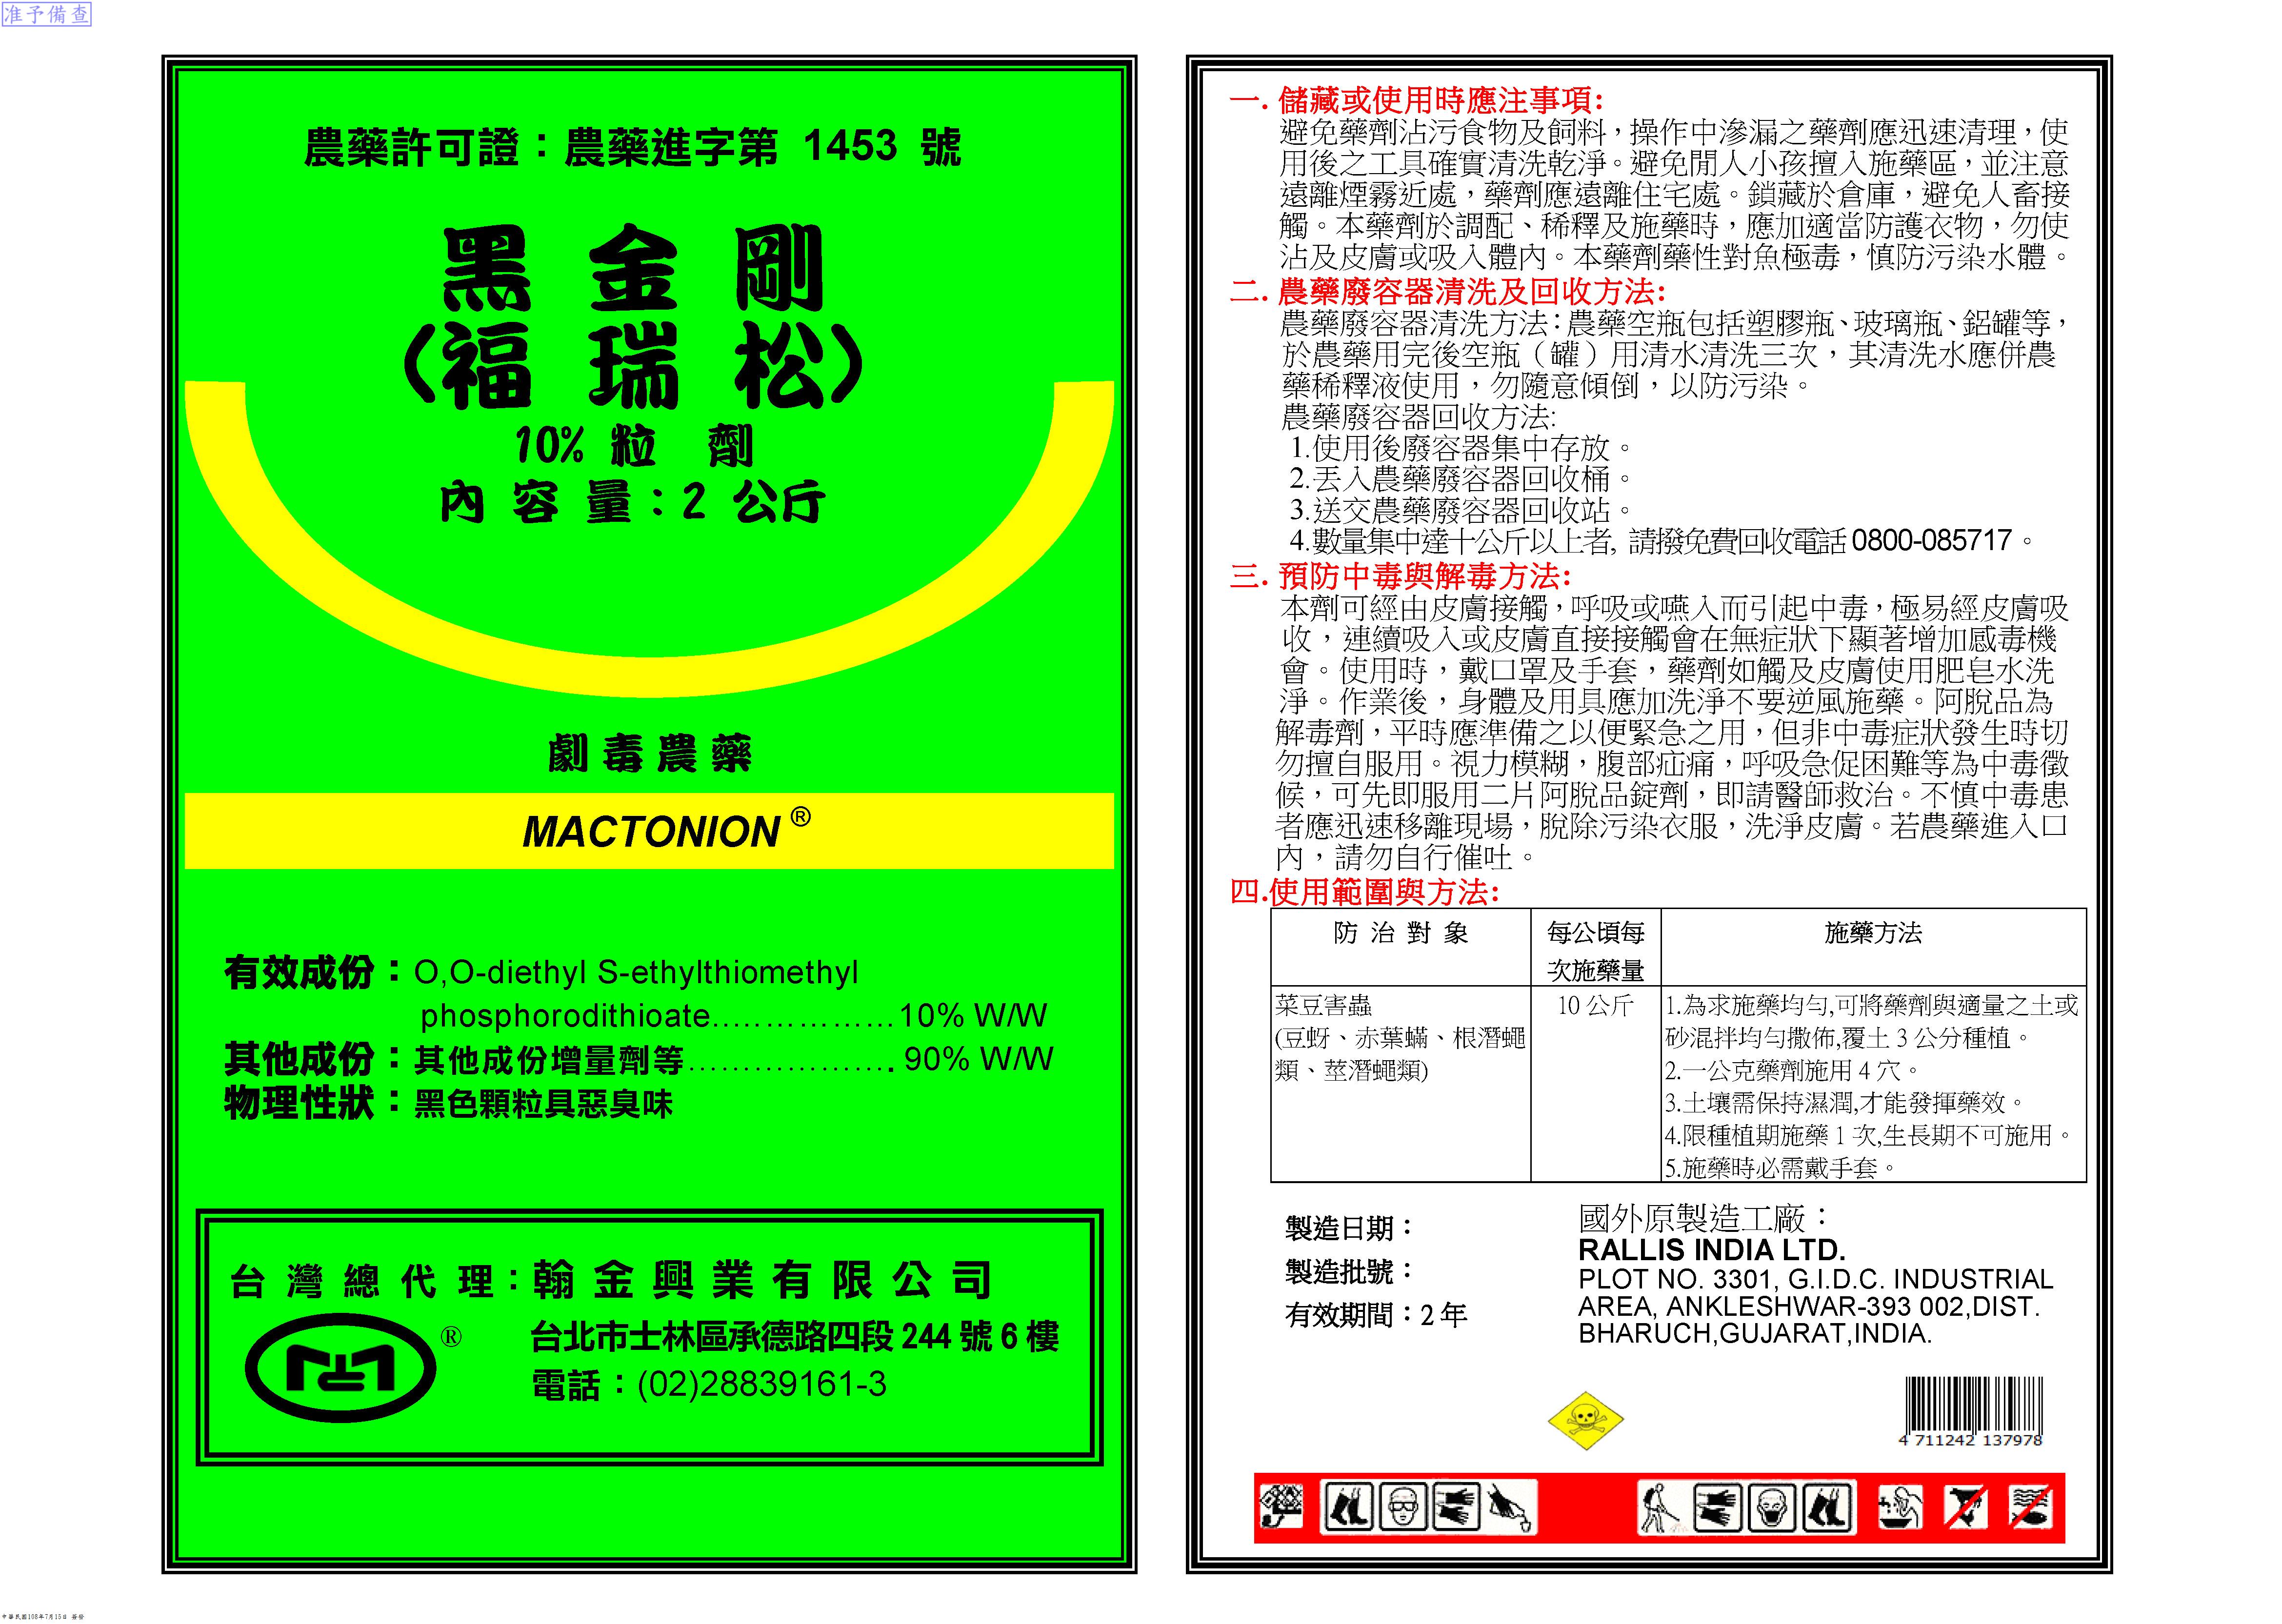 准予備查
農藥許可證：農藥進字第 1453 號
黑金剛
(福瑞松)
10% 粒 劑
內容量：2 公斤
劇毒農藥
MACTONION ®
有效成份：O,O-diethyl S-ethylthiomethyl
phosphorodithioate.................10% W/W
其他成份：其他成份增量劑等...................90% W/W
物理性狀：黑色顆粒具惡臭味
台灣總代理：翰金興業有限公司
®
台北市士林區承德路四段 244 號 6 樓
電話：(02)28839161-3
一. 儲藏或使用時應注事項:
避免藥劑沾污食物及飼料，操作中滲漏之藥劑應迅速清理，使
用後之工具確實清洗乾淨。避免閒人小孩擅入施藥區，並注意
遠離煙霧近處，藥劑應遠離住宅處。鎖藏於倉庫，避免人畜接
觸。本藥劑於調配、稀釋及施藥時，應加適當防護衣物，勿使
沾及皮膚或吸入體內。本藥劑藥性對魚極毒，慎防污染水體。
二. 農藥廢容器清洗及回收方法:
農藥廢容器清洗方法：農藥空瓶包括塑膠瓶、玻璃瓶、鋁罐等，
於農藥用完後空瓶（罐）用清水清洗三次，其清洗水應併農
藥稀釋液使用，勿隨意傾倒，以防污染。
農藥廢容器回收方法:
1.使用後廢容器集中存放。
2.丟入農藥廢容器回收桶。
3.送交農藥廢容器回收站。
4.數量集中達十公斤以上者, 請撥免費回收電話 0800-085717。
三. 預防中毒與解毒方法:
本劑可經由皮膚接觸，呼吸或嚥入而引起中毒，極易經皮膚吸
收，連續吸入或皮膚直接接觸會在無症狀下顯著增加感毒機
會。使用時，戴口罩及手套，藥劑如觸及皮膚使用肥皂水洗
淨。作業後，身體及用具應加洗淨不要逆風施藥。阿脫品為
解毒劑，平時應準備之以便緊急之用，但非中毒症狀發生時切
勿擅自服用。視力模糊，腹部疝痛，呼吸急促困難等為中毒徵
候，可先即服用二片阿脫品錠劑，即請醫師救治。不慎中毒患
者應迅速移離現場，脫除污染衣服，洗淨皮膚。若農藥進入口
內，請勿自行催吐。
四.使用範圍與方法:
防 治 對 象
每公頃每
次施藥量
施藥方法
菜豆害蟲
(豆蚜、赤葉蟎、根潛蠅
類、莖潛蠅類)
10 公斤
1.為求施藥均勻,可將藥劑與適量之土或
砂混拌均勻撒佈,覆土 3 公分種植。
2.一公克藥劑施用 4 穴。
3.土壤需保持濕潤,才能發揮藥效。
4.限種植期施藥 1 次,生長期不可施用。
5.施藥時必需戴手套。
製造日期：
製造批號：
有效期間：2 年
國外原製造工廠：
RALLIS INDIA LTD.
PLOT NO. 3301, G.I.D.C. INDUSTRIAL
AREA, ANKLESHWAR-393 002,DIST.
BHARUCH,GUJARAT,INDIA.
4 711242 137978
中華民國108年7月15日